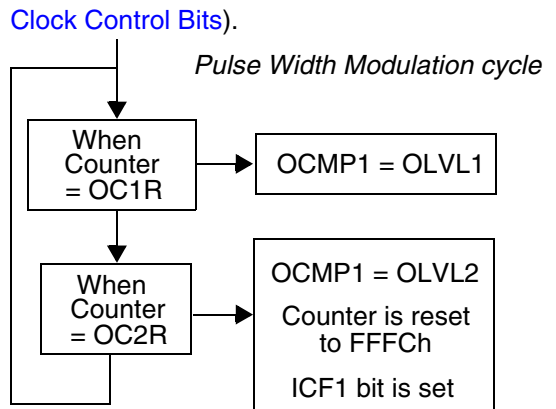 Clock Control Bits).
Pulse Width Modulation cycle
When
Counter
= OC1R
OCMP1 = OLVL1
When
Counter
= OC2R
OCMP1 = OLVL2
Counter is reset
to FFFCh
ICF1 bit is set